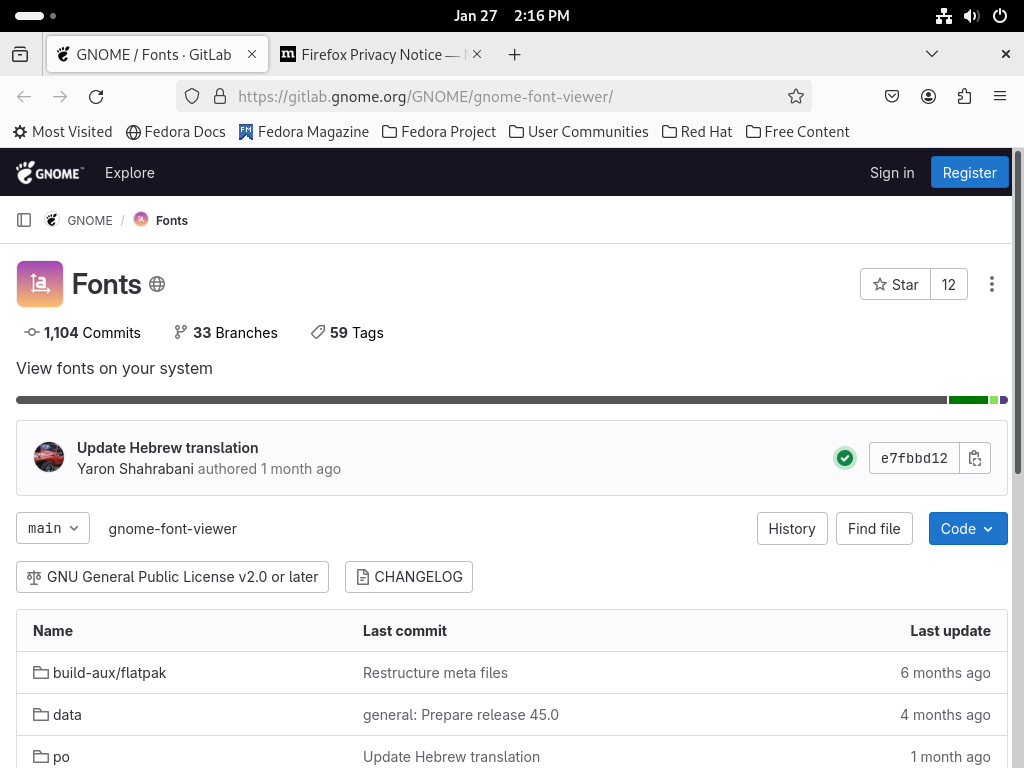 Jan 27 2:16 PM
GNOME / Fonts · GitLab
Firefox Privacy Notice —
https://gitlab.gnome.org/GNOME/gnome-font-viewer/
Most Visited Fedora Docs Fedora Magazine Fedora Project User Communities Red Hat Free Content
GNOME Explore Sign in Register
GNOME / Fonts
Fonts
Star 12
1,104 Commits 33 Branches 59 Tags
View fonts on your system
Update Hebrew translation
Yaron Shahrabani authored 1 month ago
e7fbbd12
main gnome-font-viewer History Find file Code
GNU General Public License v2.0 or later CHANGELOG
Name Last commit Last update
build-aux/flatpak Restructure meta files 6 months ago
data general: Prepare release 45.0 4 months ago
po Update Hebrew translation 1 month ago